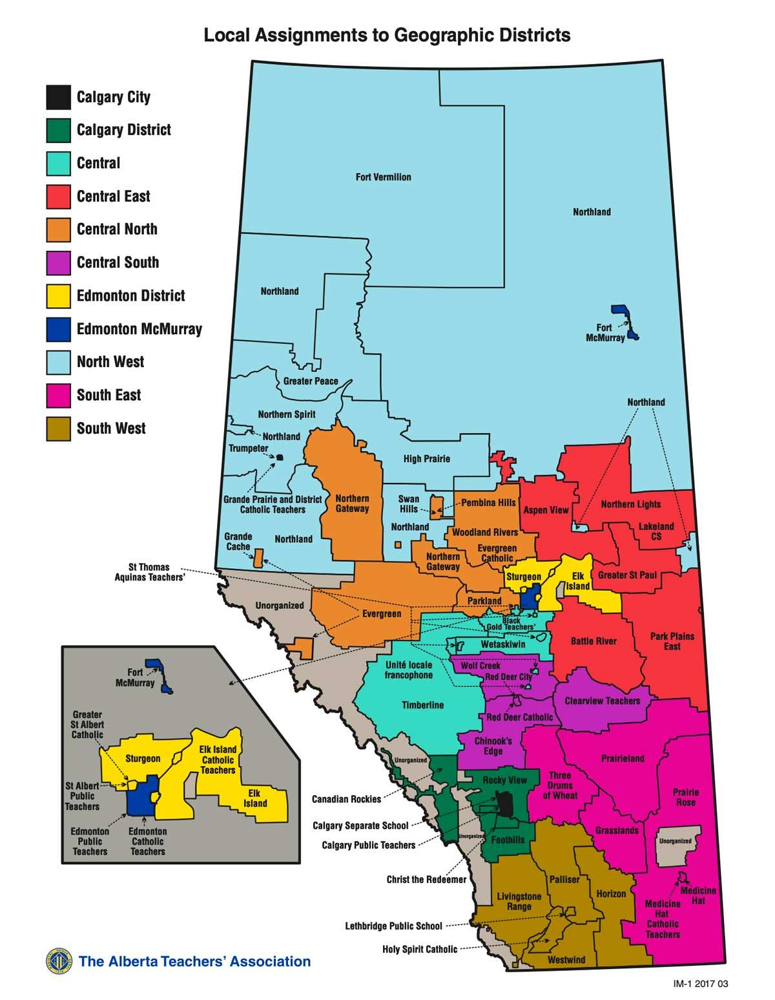 Local Assignments to Geographic Districts
Calgary City
Calgary District
Central
Central East
Central North
Central South
Edmonton District
Edmonton McMurray
North West
South East
South West
Fort Vermilion
Northland
Northland
Fort
McMurray
Greater Peace
Northland
Northern Spirit
Northland
Trumpeter
High Prairie
Grande Prairie and District
Catholic Teachers
Northern
Gateway
Swan
Hills
Pembina Hills
Aspen View
Northern Lights
Northland
Lakeland
CS
Woodland Rivers
Grande
Cache
Northland
Evergreen
Catholic
Northern
Gateway
St Thomas
Aquinas Teachers'
Sturgeon
Elk
Island
Greater St Paul
Unorganized
Evergreen
Parkland
Black
Gold Teachers'
Wetaskiwin
Battle River
Park Plains
East
Unité locale
francophone
Wolf Creek
Red Deer City
Timberline
Clearview Teachers
Red Deer Catholic
Chinook's
Edge
Unorganized
Prairieland
Three
Drums
of Wheat
Rocky View
Prairie
Rose
Canadian Rockies
Calgary Separate School
Calgary Public Teachers
Unorganized
Foothills
Grasslands
Unorganized
Christ the Redeemer
Palliser
Livingstone
Range
Horizon
Medicine
Hat
Medicine
Hat
Catholic
Teachers
Lethbridge Public School
Holy Spirit Catholic
Westwind
Fort
McMurray
Greater
St Albert
Catholic
Sturgeon
Elk Island
Catholic
Teachers
St Albert
Public
Teachers
Elk
Island
Edmonton
Public
Teachers
Edmonton
Catholic
Teachers
The Alberta Teachers' Association
IM-1 2017 03